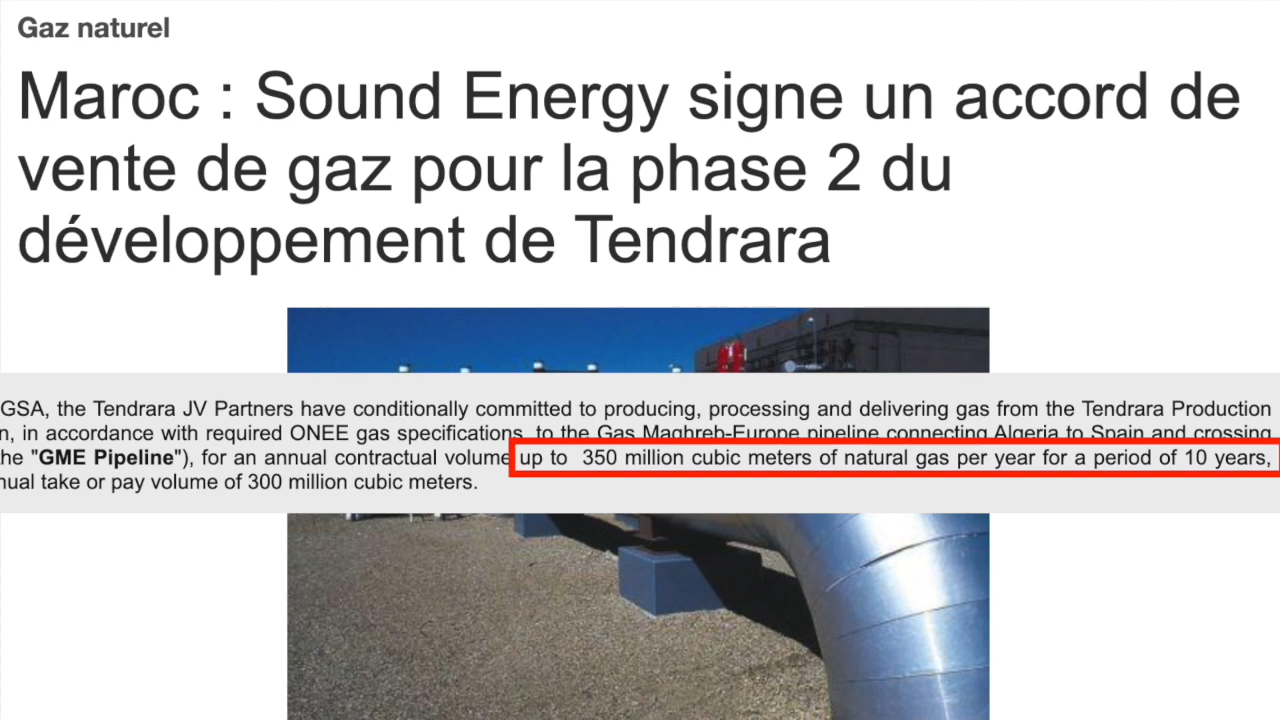 Gaz naturel
Maroc : Sound Energy signe un accord de
vente de gaz pour la phase 2 du
développement de Tendrara
GSA, the Tendrara JV Partners have conditionally committed to producing, processing and delivering gas from the Tendrara Production
in accordance with required ONEE gas specifications, to the Gas Maghreb-Europe pipeline connecting Algeria to Spain and crossing
"GME Pipeline"), for an annual contractual volume up to 350 million cubic meters of natural gas per year for a period of 10 years,
take or pay volume of 300 million cubic meters.